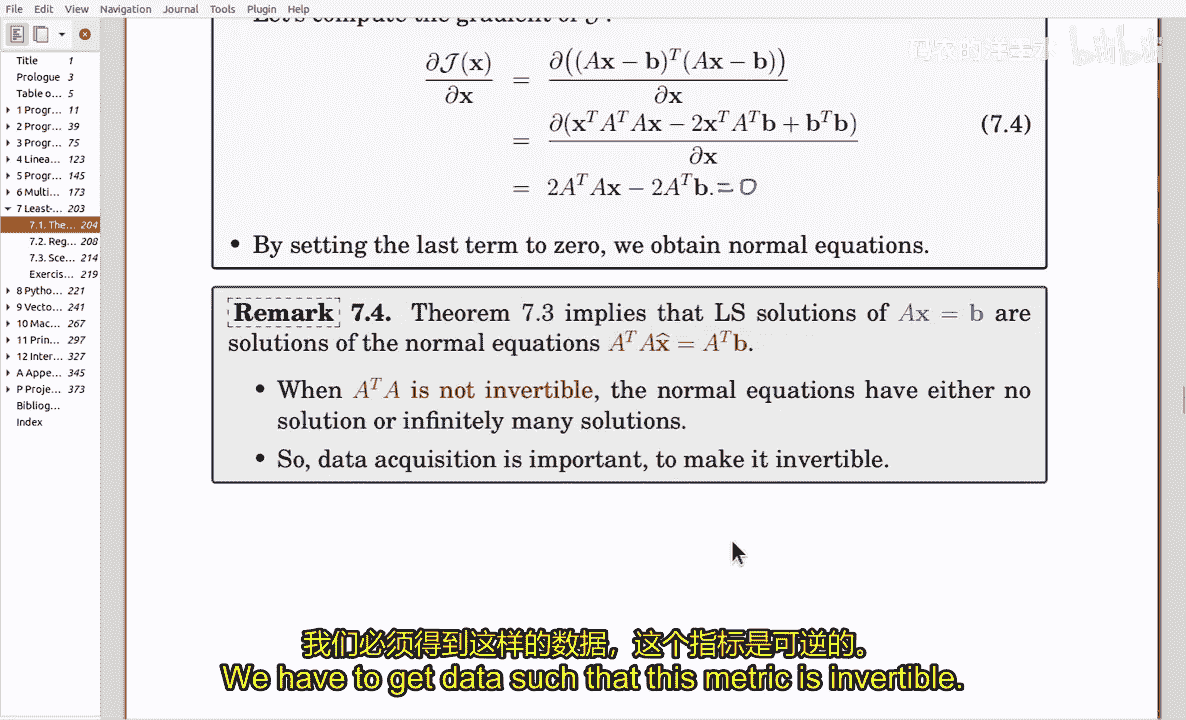 File Edit View Navigation Journal Tools Plugin Help
Title 1
Prologue 3
Table o... 5
1 Progr... 11
2 Progr... 39
3 Progr... 75
4 Linea... 123
5 Progr... 145
6 Multi... 173
7 Least-... 203
7.1. The... 204
7.2. Reg... 208
7.3. Sce... 214
Exercis... 219
8 Pytho... 221
9 Vecto... 241
10 Mac... 267
11 Prin... 297
12 Inter... 327
A Appe... 345
P Proje... 373
Bibliog...
Index
Let's compute the gradient of J:
∂J(x)/∂x = ∂((Ax − b)^T(Ax − b))/∂x
= ∂(x^T A^T Ax − 2x^T A^T b + b^T b)/∂x (7.4)
= 2A^T Ax − 2A^T b. = 0
• By setting the last term to zero, we obtain normal equations.
Remark 7.4. Theorem 7.3 implies that LS solutions of Ax = b are
solutions of the normal equations A^T Ax̂ = A^T b.
• When A^T A is not invertible, the normal equations have either no
solution or infinitely many solutions.
• So, data acquisition is important, to make it invertible.
我们必须得到这样的数据，这个指标是可逆的。
We have to get data such that this metric is invertible.